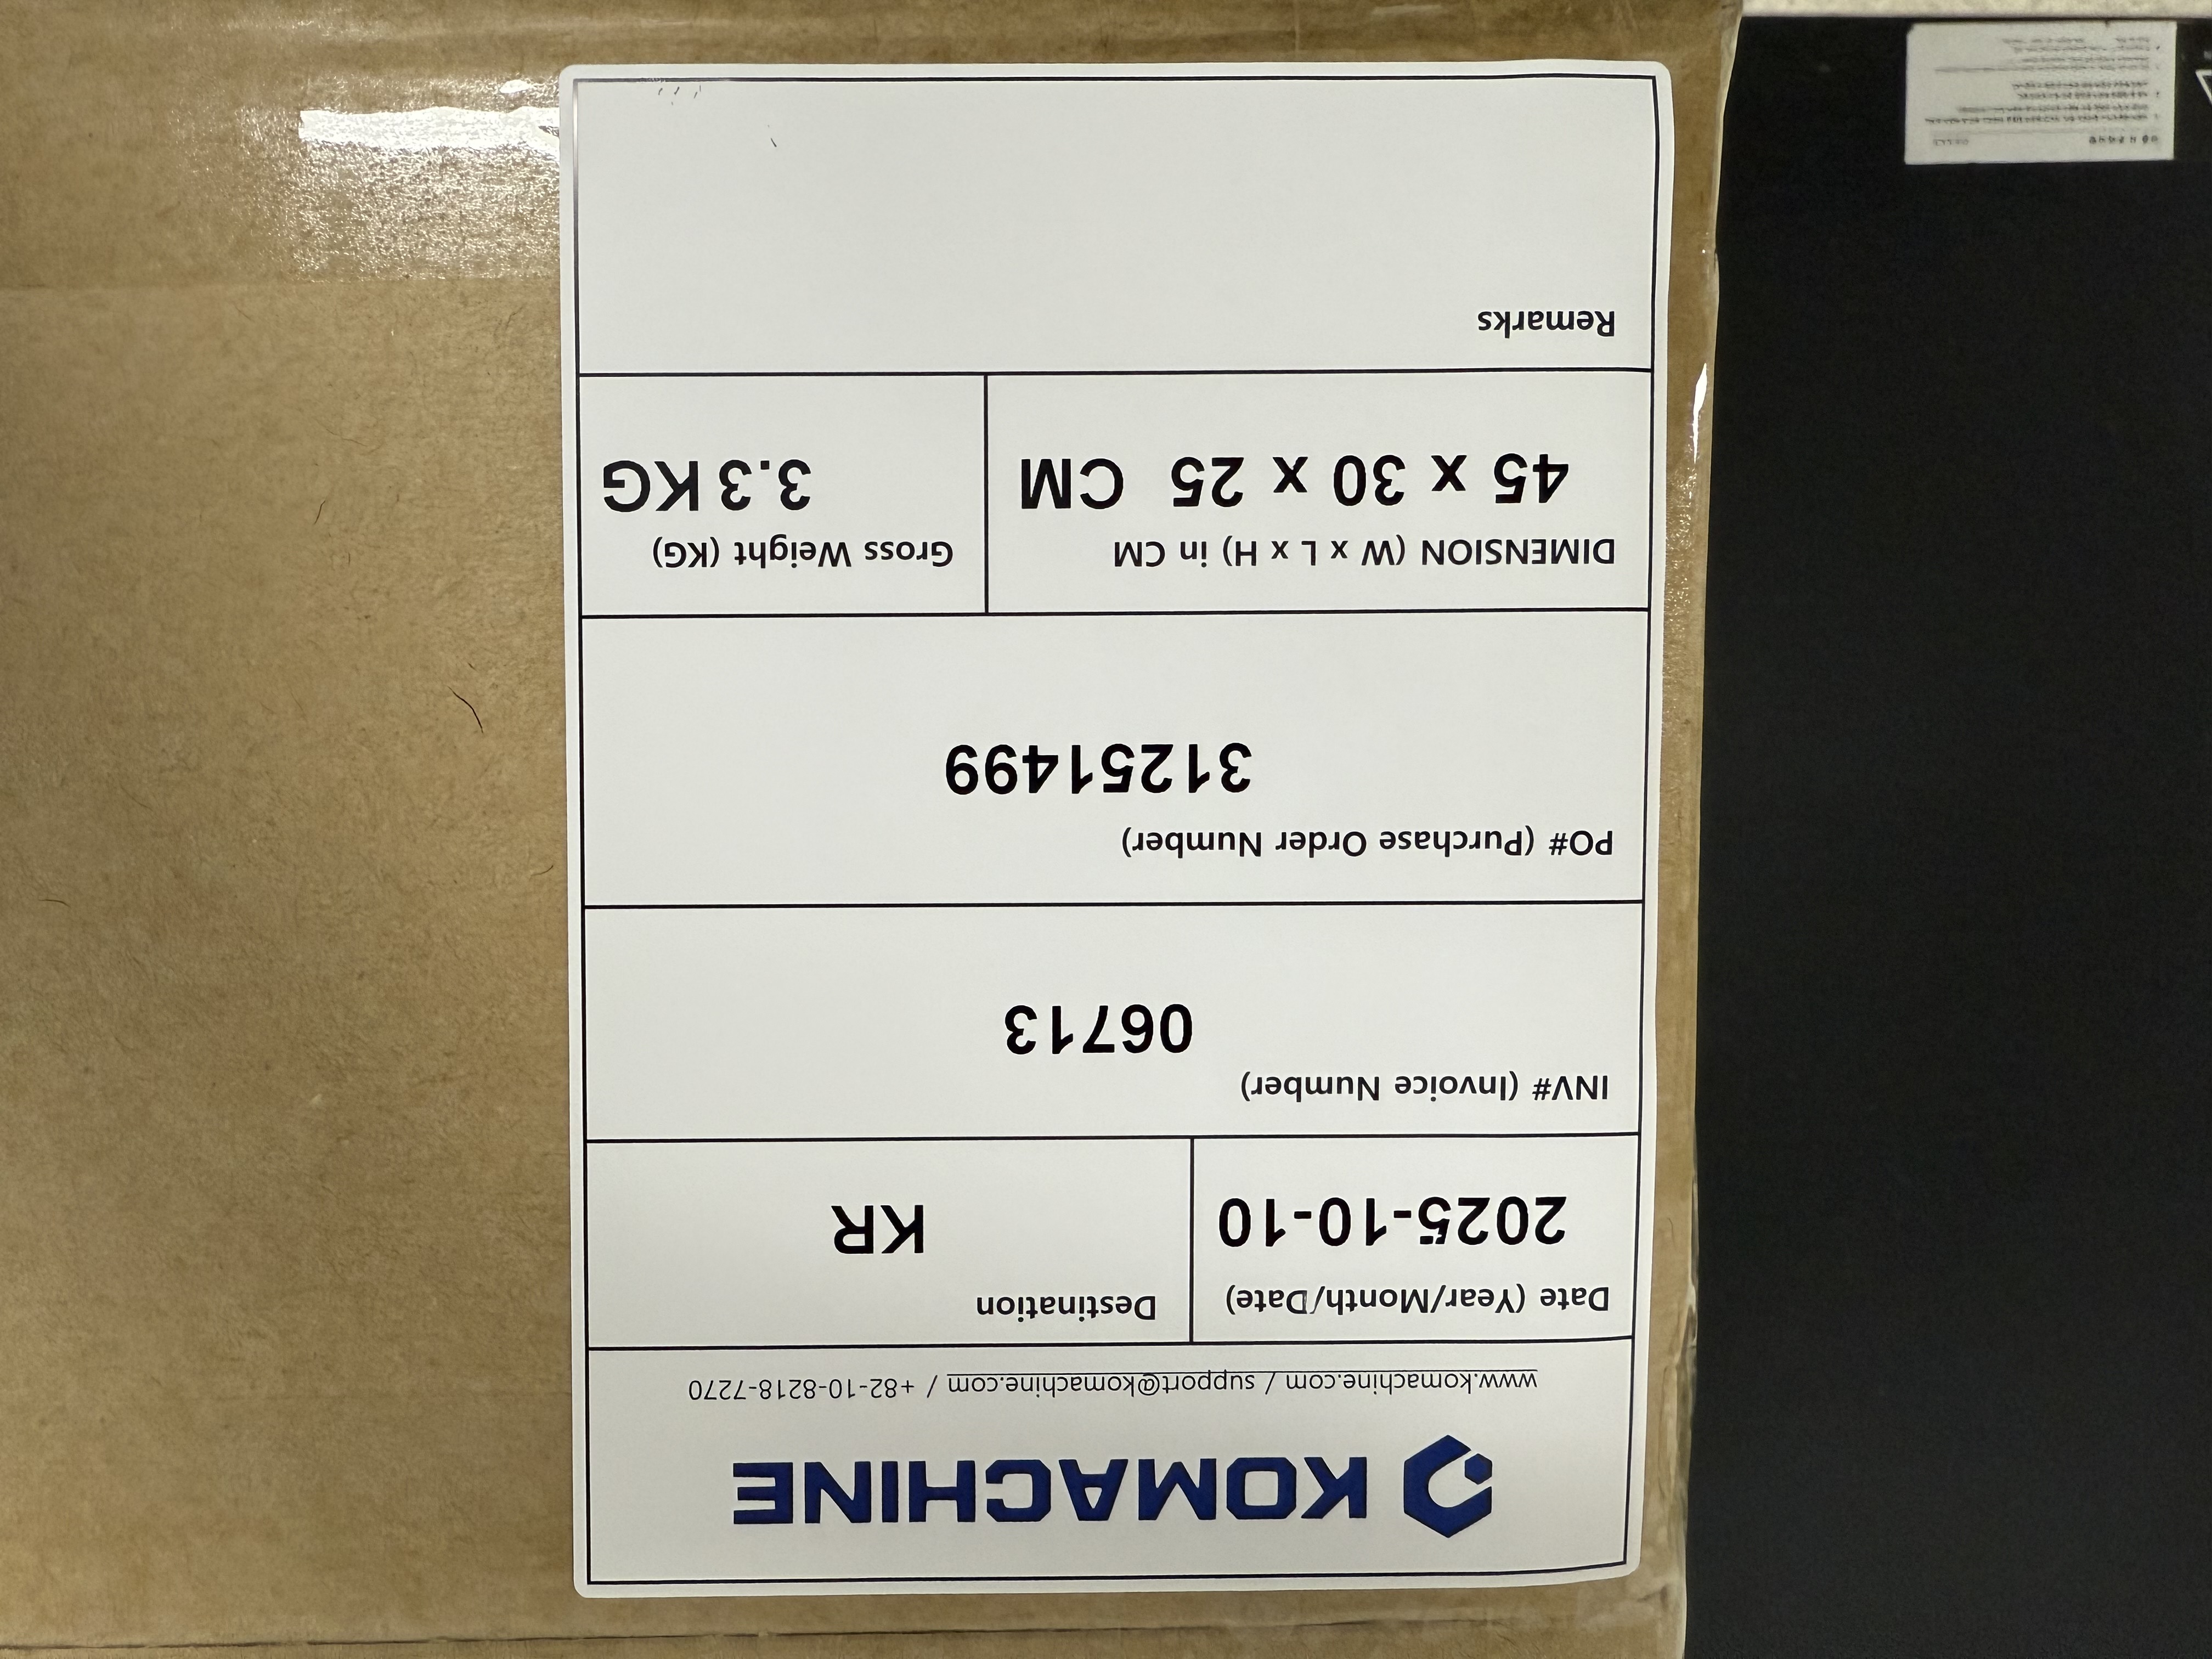 KOMACHINE
www.komachine.com / support@komachine.com / +82-10-8218-7270
Date (Year/Month/Date)
2025-10-10
Destination
KR
INV# (Invoice Number)
06713
PO# (Purchase Order Number)
31251499
DIMENSION (W x L x H) in CM
45 x 30 x 25 CM
Gross Weight (KG)
3.3 KG
Remarks